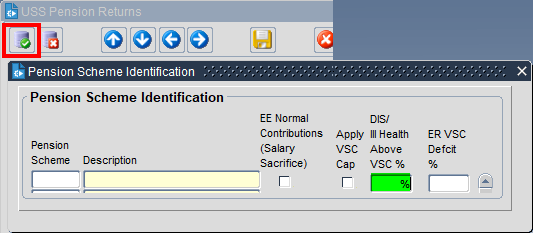 USS Pension Returns
Pension Scheme Identification
Pension Scheme Identification
Pension
Scheme
Description
EE Normal
Contributions
(Salary
Sacrifice)
Apply
VSC
Cap
DIS/
Ill Health
Above
VSC %
ER VSC
Defcit
%
%